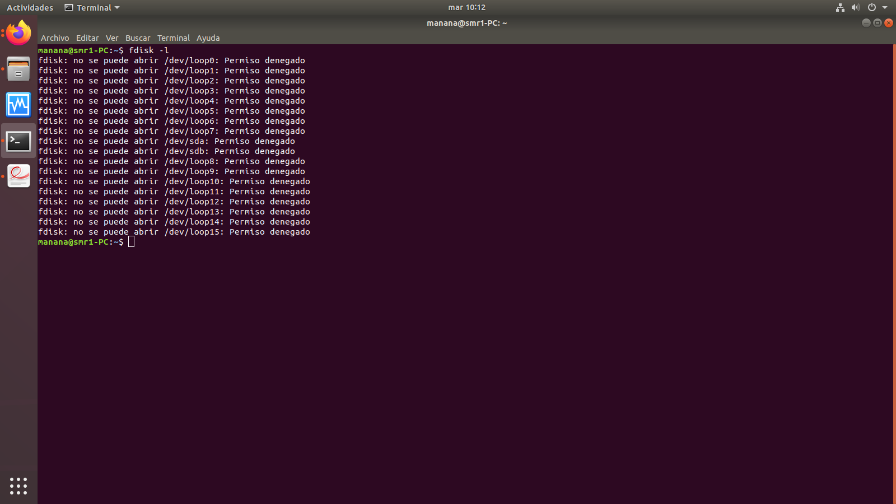 Actividades Terminal mar 10:12
manana@smr1-PC: ~
Archivo Editar Ver Buscar Terminal Ayuda
manana@smr1-PC:~$ fdisk -l
fdisk: no se puede abrir /dev/loop0: Permiso denegado
fdisk: no se puede abrir /dev/loop1: Permiso denegado
fdisk: no se puede abrir /dev/loop2: Permiso denegado
fdisk: no se puede abrir /dev/loop3: Permiso denegado
fdisk: no se puede abrir /dev/loop4: Permiso denegado
fdisk: no se puede abrir /dev/loop5: Permiso denegado
fdisk: no se puede abrir /dev/loop6: Permiso denegado
fdisk: no se puede abrir /dev/loop7: Permiso denegado
fdisk: no se puede abrir /dev/sda: Permiso denegado
fdisk: no se puede abrir /dev/sdb: Permiso denegado
fdisk: no se puede abrir /dev/loop8: Permiso denegado
fdisk: no se puede abrir /dev/loop9: Permiso denegado
fdisk: no se puede abrir /dev/loop10: Permiso denegado
fdisk: no se puede abrir /dev/loop11: Permiso denegado
fdisk: no se puede abrir /dev/loop12: Permiso denegado
fdisk: no se puede abrir /dev/loop13: Permiso denegado
fdisk: no se puede abrir /dev/loop14: Permiso denegado
fdisk: no se puede abrir /dev/loop15: Permiso denegado
manana@smr1-PC:~$